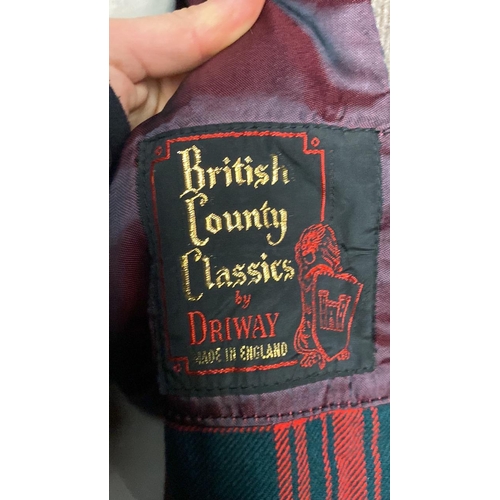 British
County
Classics
by
DRIWAY
MADE IN ENGLAND